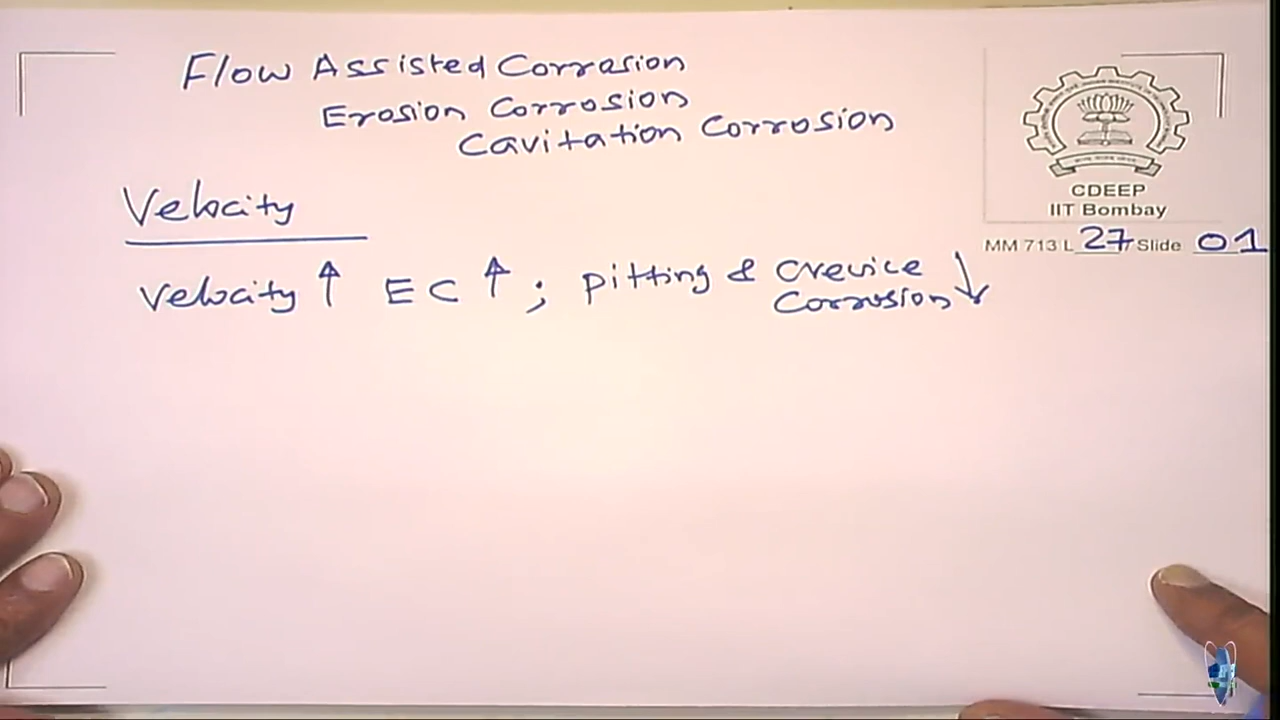 Flow Assisted Corrosion
Erosion Corrosion
Cavitation Corrosion
CDEEP
IIT Bombay
MM 713 L 27 Slide 01
Velocity
Velocity ↑ EC ↑ ; pitting & crevice corrosion ↓